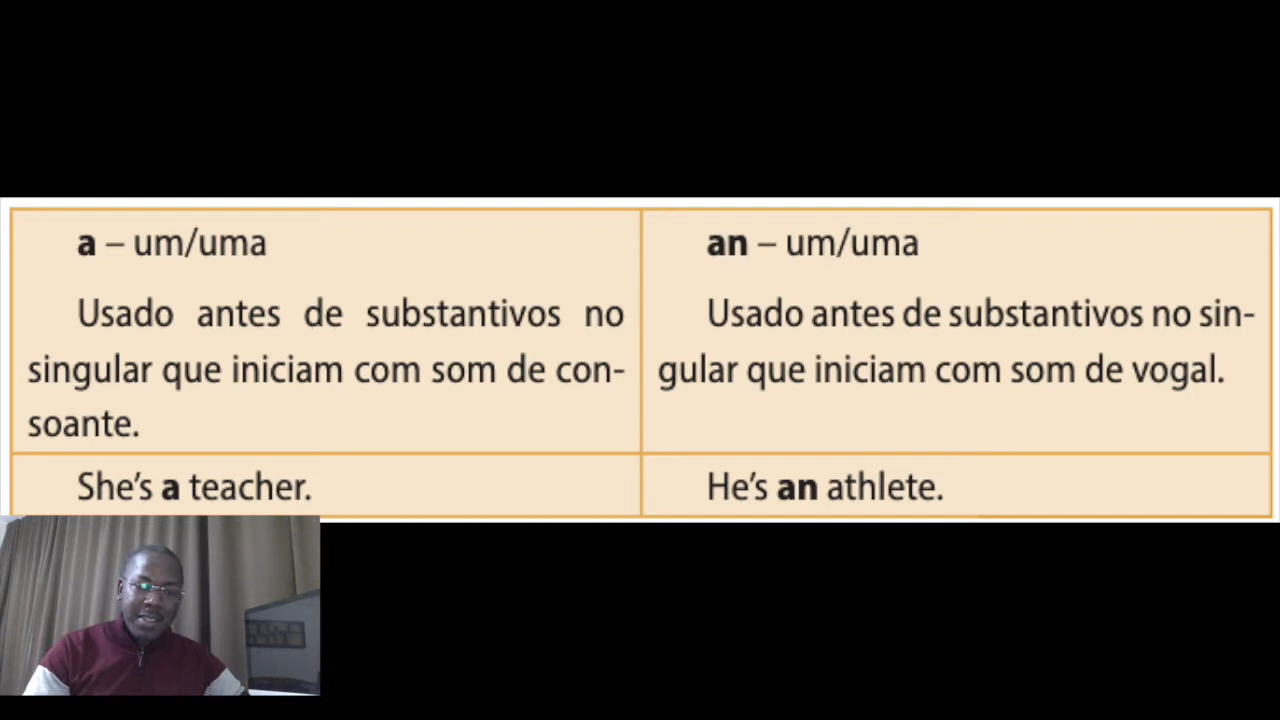 a – um/uma
Usado antes de substantivos no
singular que iniciam com som de con-
soante.
an – um/uma
Usado antes de substantivos no sin-
gular que iniciam com som de vogal.
She's a teacher.
He's an athlete.